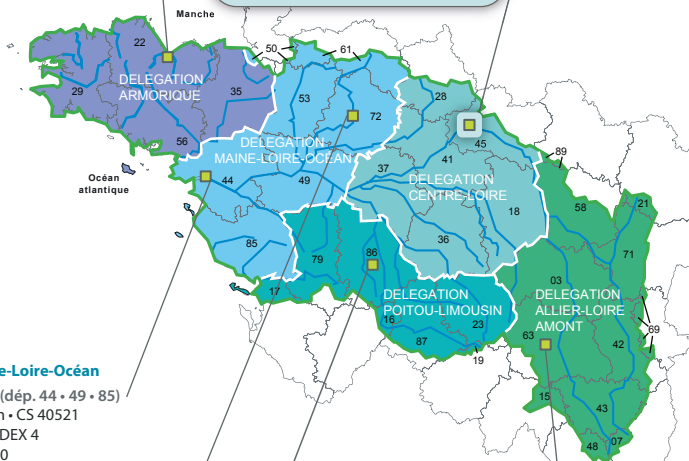 Manche
22
50
61
29
DELEGATION
ARMORIQUE
35
53
28
72
56
45
DELEGATION
MAINE-LOIRE-OCÉAN
41
89
Océan
atlantique
44
49
37
DELEGATION
CENTRE-LOIRE
58
21
18
85
36
79
86
71
17
03
DELEGATION
POITOU-LIMOUSIN
DELEGATION
ALLIER-LOIRE
AMONT
16
23
63
69
87
42
19
e-Loire-Océan
(dép. 44 • 49 • 85)
n • CS 40521
DEX 4
0
15
43
48
07